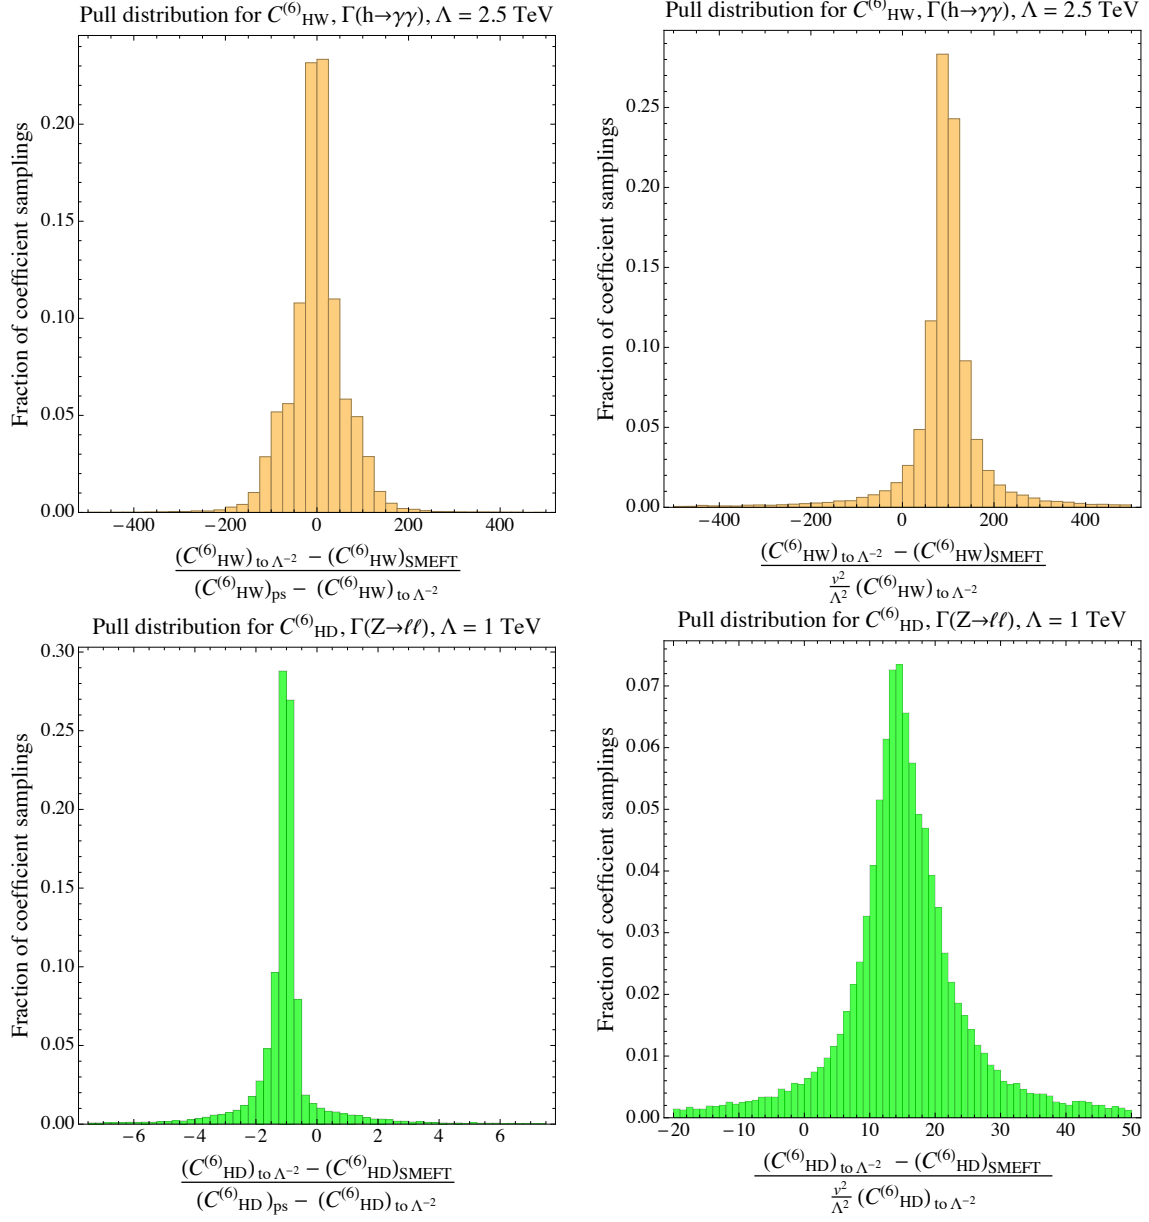 Pull distribution for C⁽⁶⁾HW, Γ(h→γγ), Λ = 2.5 TeV
Fraction of coefficient samplings
0.20
0.15
0.10
0.05
0.00
−400 −200 0 200 400
(C⁽⁶⁾HW) to Λ⁻² − (C⁽⁶⁾HW)SMEFT
(C⁽⁶⁾HW)ps − (C⁽⁶⁾HW) to Λ⁻²
Pull distribution for C⁽⁶⁾HW, Γ(h→γγ), Λ = 2.5 TeV
Fraction of coefficient samplings
0.25
0.20
0.15
0.10
0.05
0.00
−400 −200 0 200 400
(C⁽⁶⁾HW) to Λ⁻² − (C⁽⁶⁾HW)SMEFT
v²/Λ² (C⁽⁶⁾HW) to Λ⁻²
Pull distribution for C⁽⁶⁾HD, Γ(Z→ℓℓ), Λ = 1 TeV
Fraction of coefficient samplings
0.30
0.25
0.20
0.15
0.10
0.05
0.00
−6 −4 −2 0 2 4 6
(C⁽⁶⁾HD) to Λ⁻² − (C⁽⁶⁾HD)SMEFT
(C⁽⁶⁾HD)ps − (C⁽⁶⁾HD) to Λ⁻²
Pull distribution for C⁽⁶⁾HD, Γ(Z→ℓℓ), Λ = 1 TeV
Fraction of coefficient samplings
0.07
0.06
0.05
0.04
0.03
0.02
0.01
0.00
−20 −10 0 10 20 30 40 50
(C⁽⁶⁾HD) to Λ⁻² − (C⁽⁶⁾HD)SMEFT
v²/Λ² (C⁽⁶⁾HD) to Λ⁻²